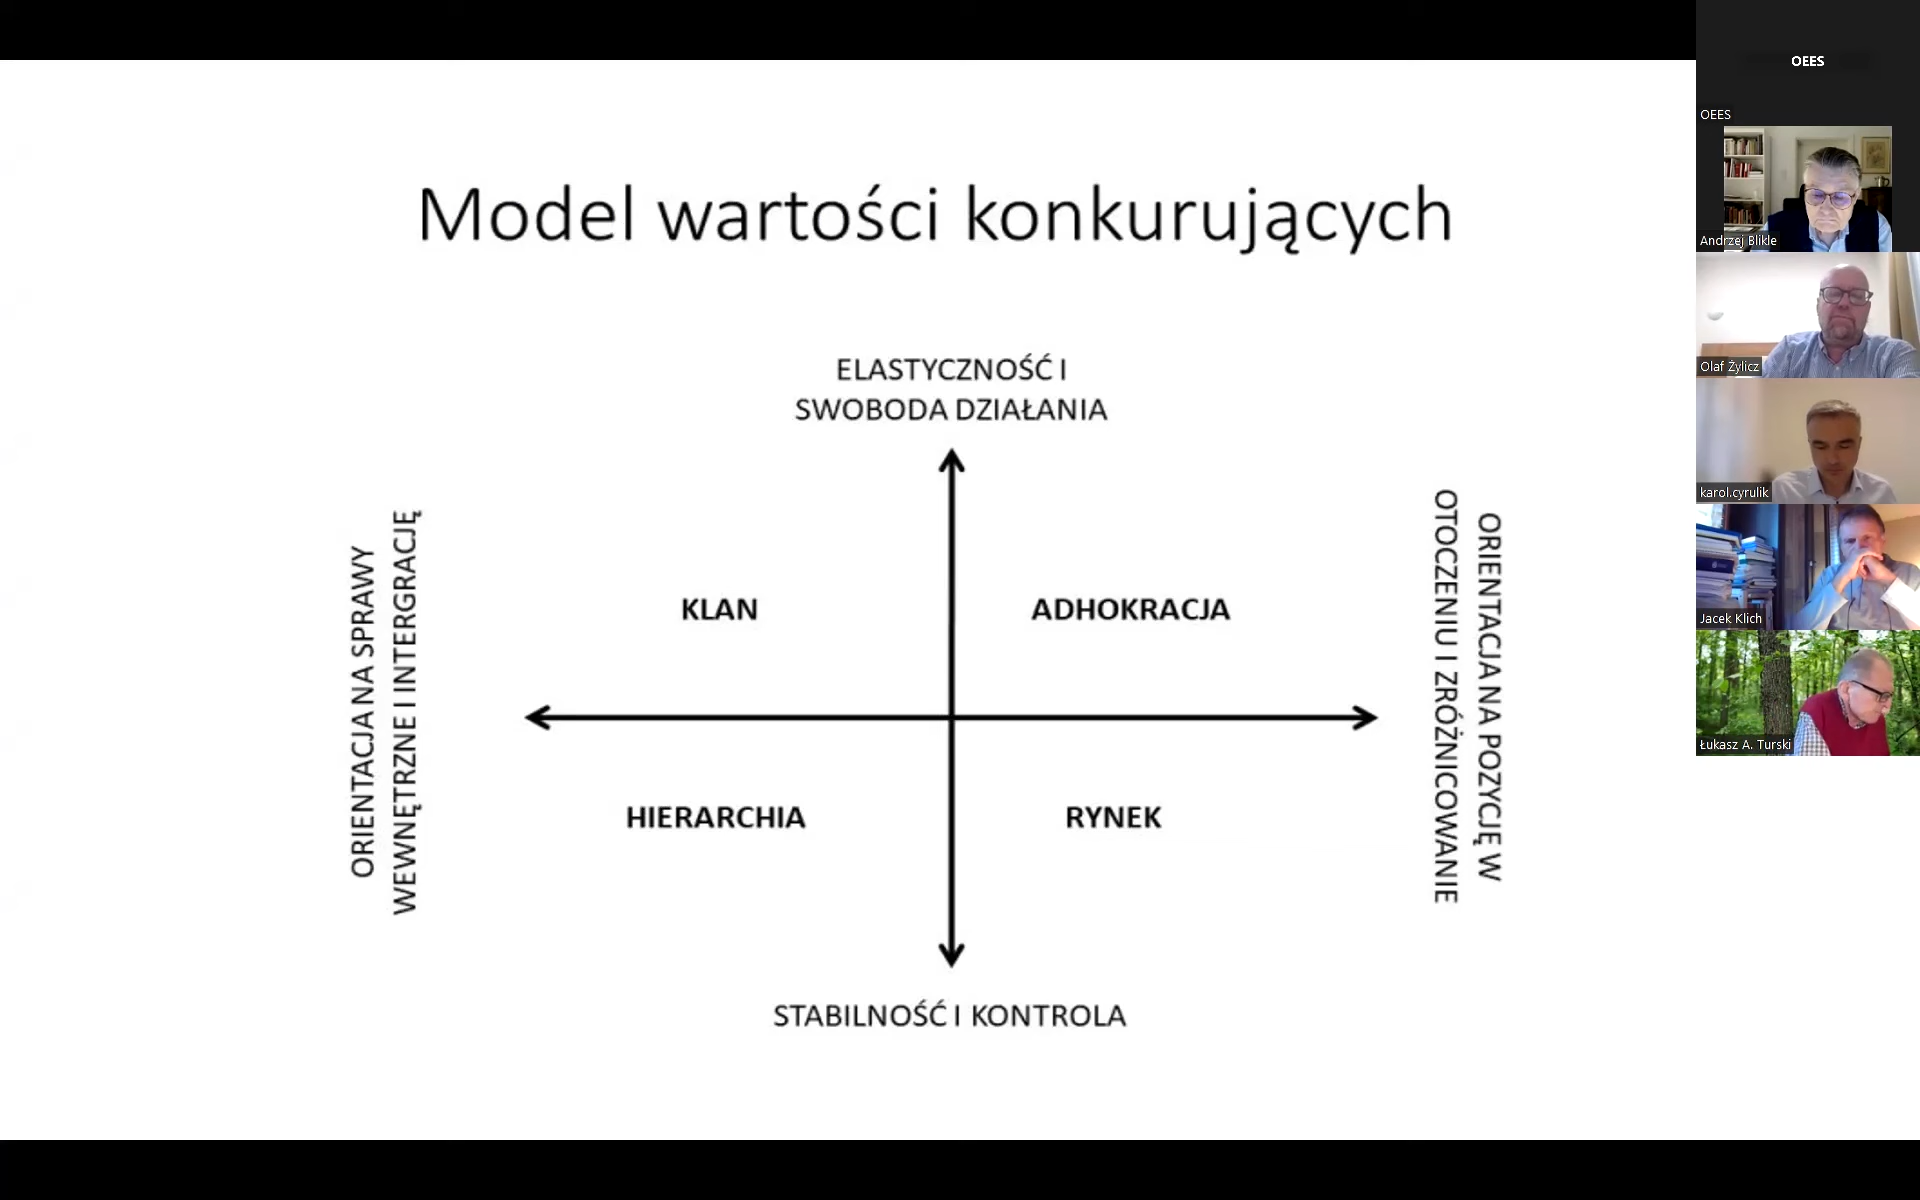 Model wartości konkurujących
ELASTYCZNOŚĆ I
SWOBODA DZIAŁANIA
ORIENTACJA NA SPRAWY
WEWNĘTRZNE I INTERGRACJĘ
KLAN
ADHOKRACJA
HIERARCHIA
RYNEK
ORIENTACJA NA POZYCJĘ W
OTOCZENIU I ZRÓŻNICOWANIE
STABILNOŚĆ I KONTROLA
OEES
OEES
Andrzej Blikle
Olaf Żylicz
karol.cyrulik
Jacek Klich
Łukasz A. Turski